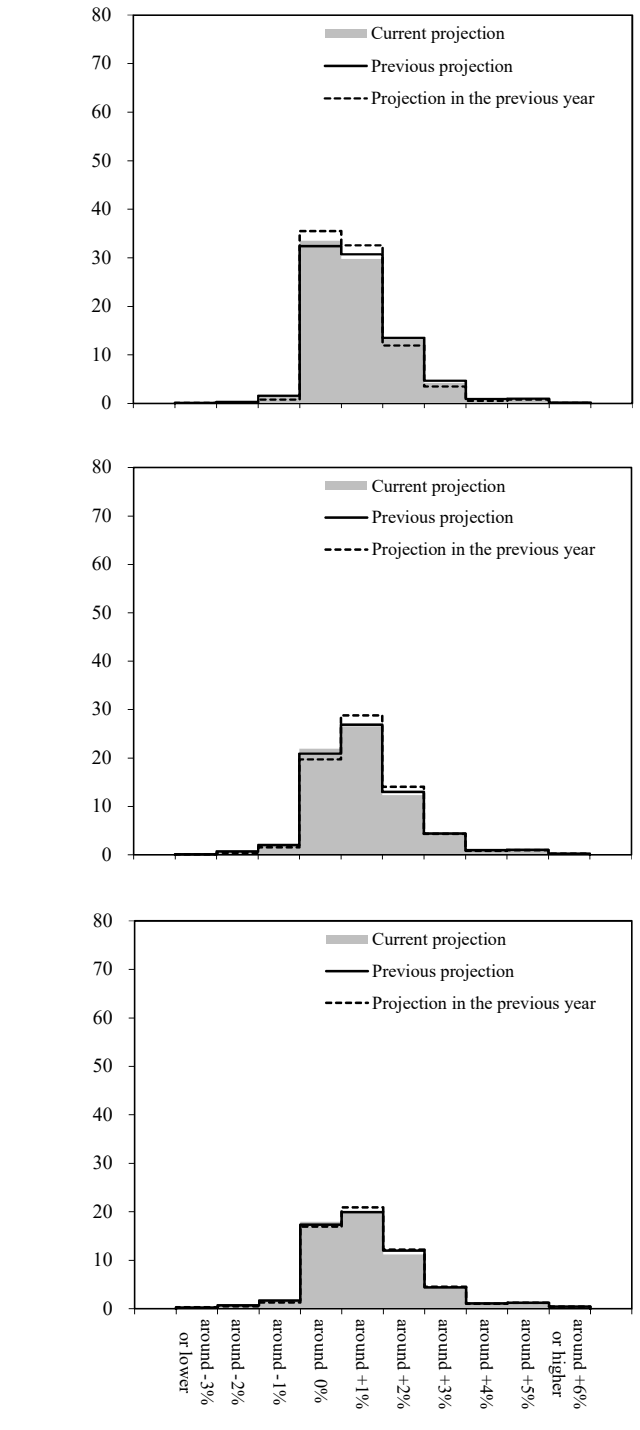 80
70
60
50
40
30
20
10
0
Current projection
Previous projection
Projection in the previous year
80
70
60
50
40
30
20
10
0
Current projection
Previous projection
Projection in the previous year
80
70
60
50
40
30
20
10
0
Current projection
Previous projection
Projection in the previous year
around -3%
or lower
around -2%
around -1%
around 0%
around +1%
around +2%
around +3%
around +4%
around +5%
around +6%
or higher